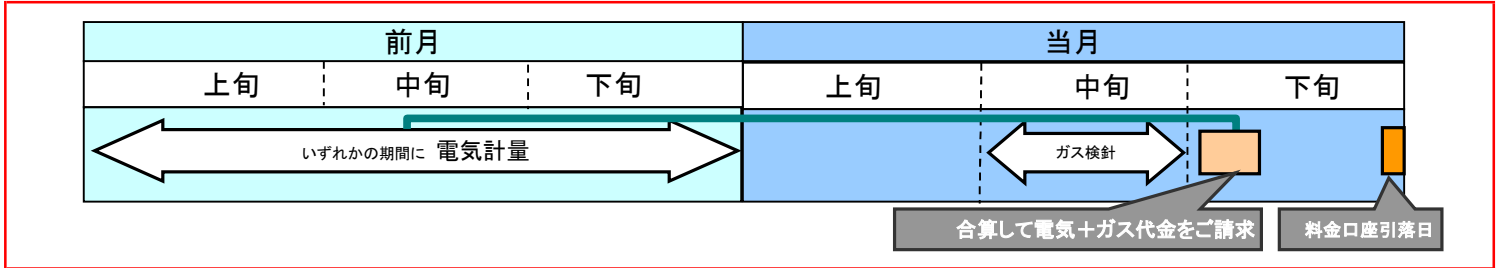 前月 当月
上旬 中旬 下旬 上旬 中旬 下旬
いずれかの期間に 電気計量 ガス検針
合算して電気＋ガス代金をご請求 料金口座引落日